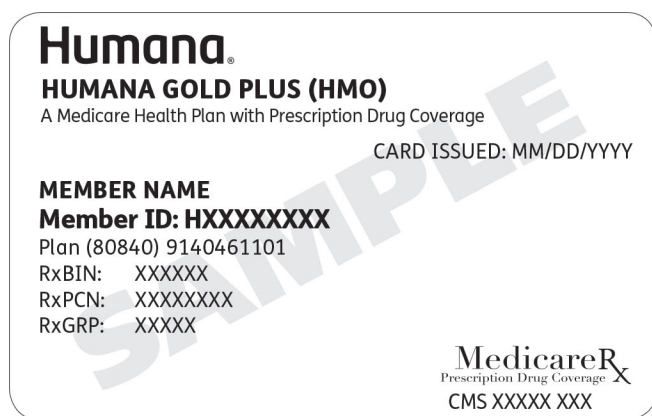 Humana®
HUMANA GOLD PLUS (HMO)
A Medicare Health Plan with Prescription Drug Coverage
CARD ISSUED: MM/DD/YYYY
MEMBER NAME
Member ID: HXXXXXXXX
Plan (80840) 9140461101
RxBIN: XXXXXX
RxPCN: XXXXXXXX
RxGRP: XXXXX
SAMPLE
MedicareRx
Prescription Drug Coverage
CMS XXXXX XXX